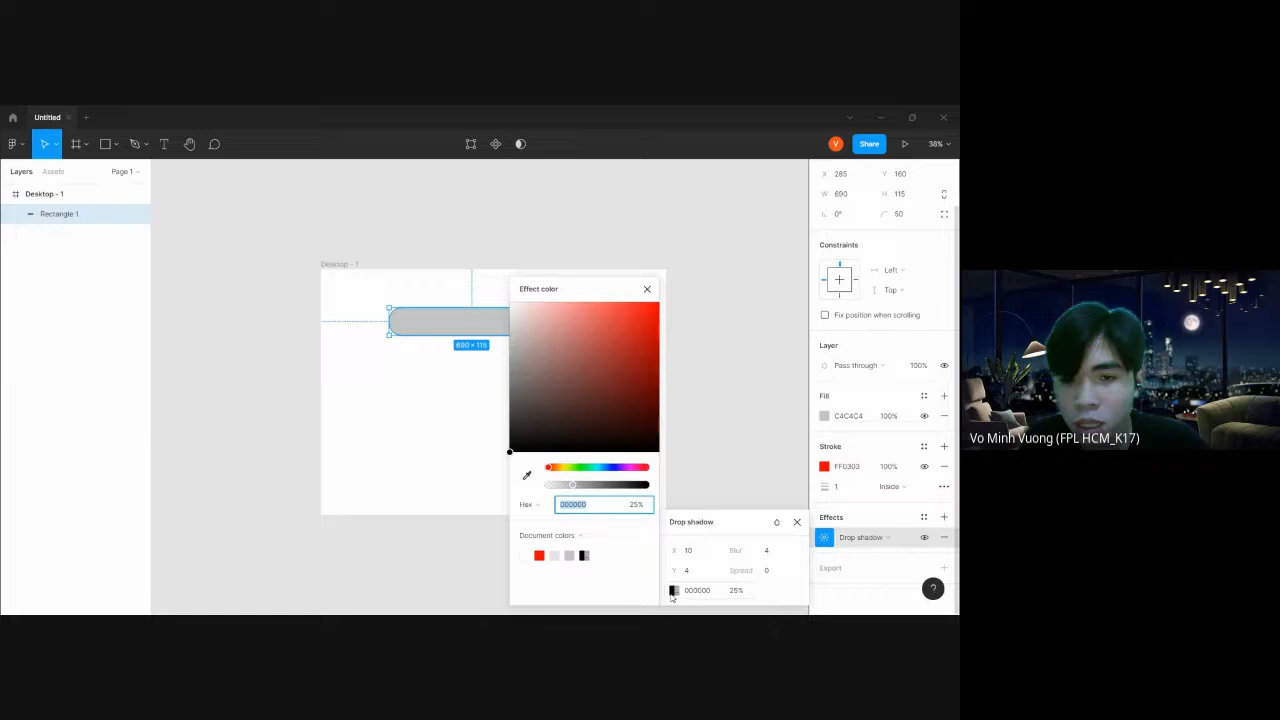 Untitled
Share
38%
Layers
Assets
Page 1
Desktop - 1
Rectangle 1
Desktop - 1
690 × 115
Effect color
Hex
000000
25%
Document colors
Drop shadow
X 10
Blur 4
Y 4
Spread 0
000000 25%
X 285
Y 160
W 690
H 115
0°
50
Constraints
Left
Top
Fix position when scrolling
Layer
Pass through
100%
Fill
C4C4C4 100%
Stroke
FF0303 100%
1
Inside
Effects
Drop shadow
Export
?
V
Vo Minh Vuong (FPL HCM_K17)